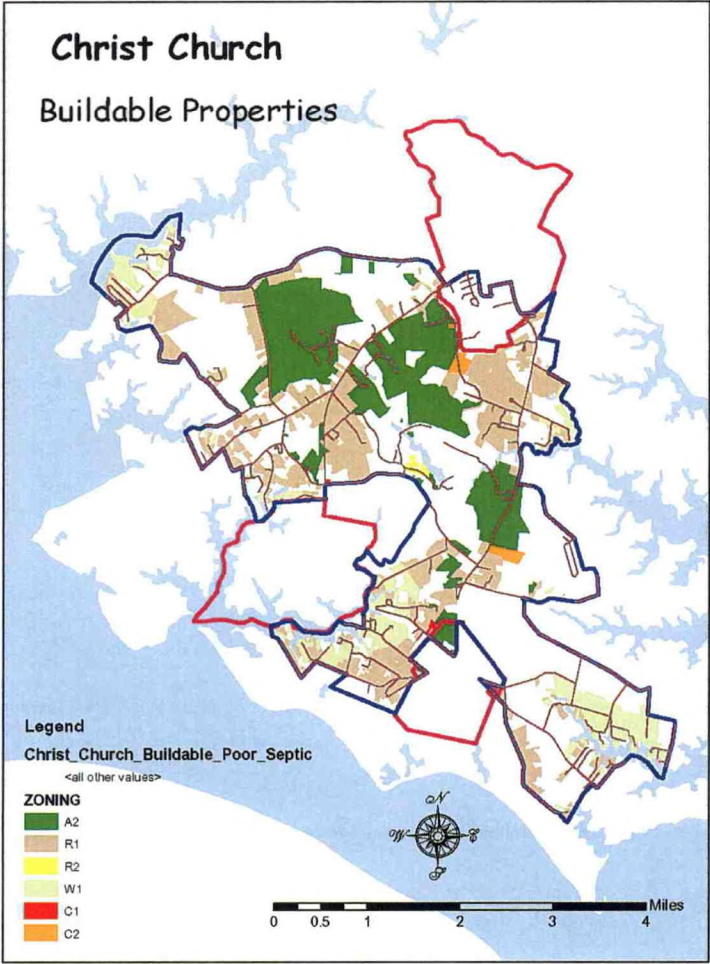 Christ Church
Buildable Properties
Legend
Christ_Church_Buildable_Poor_Septic
<all other values>
ZONING
A2
R1
R2
W1
C1
C2
N
E
S
Miles
0 0.5 1 2 3 4